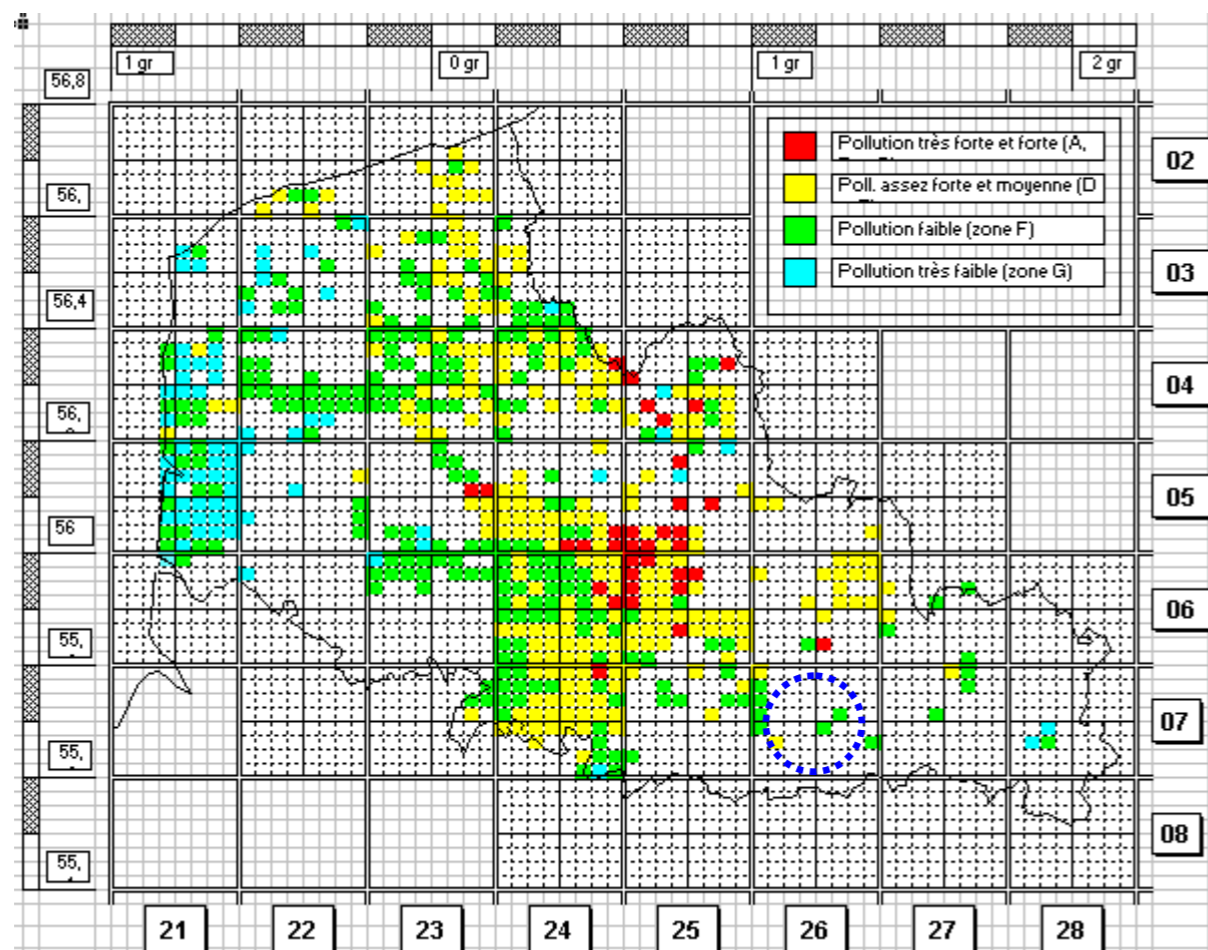 1 gr
0 gr
1 gr
2 gr
56,8
Pollution très forte et forte (A,
02
56,
Poll. assez forte et moyenne (D
Pollution faible (zone F)
Pollution très faible (zone G)
03
56,4
04
56,
05
56
06
55,
07
55,
08
55,
21
22
23
24
25
26
27
28